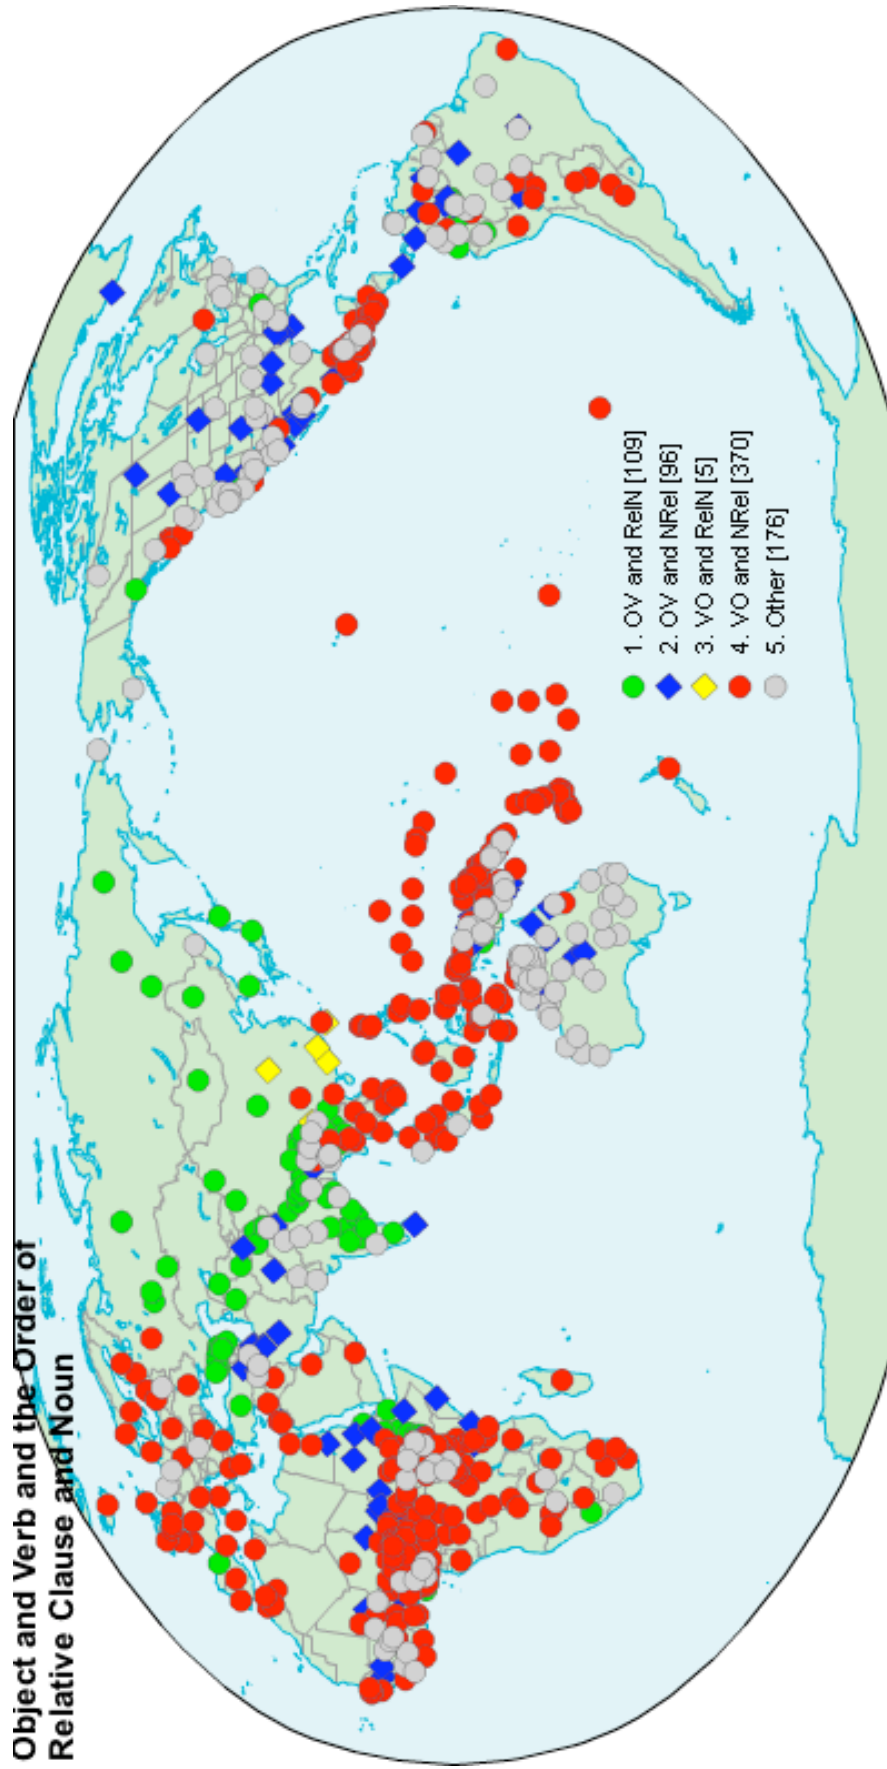 Object and Verb and the Order of
Relative Clause and Noun
1. OV and RelN [109]
2. OV and NRel [96]
3. VO and RelN [5]
4. VO and NRel [370]
5. Other [176]